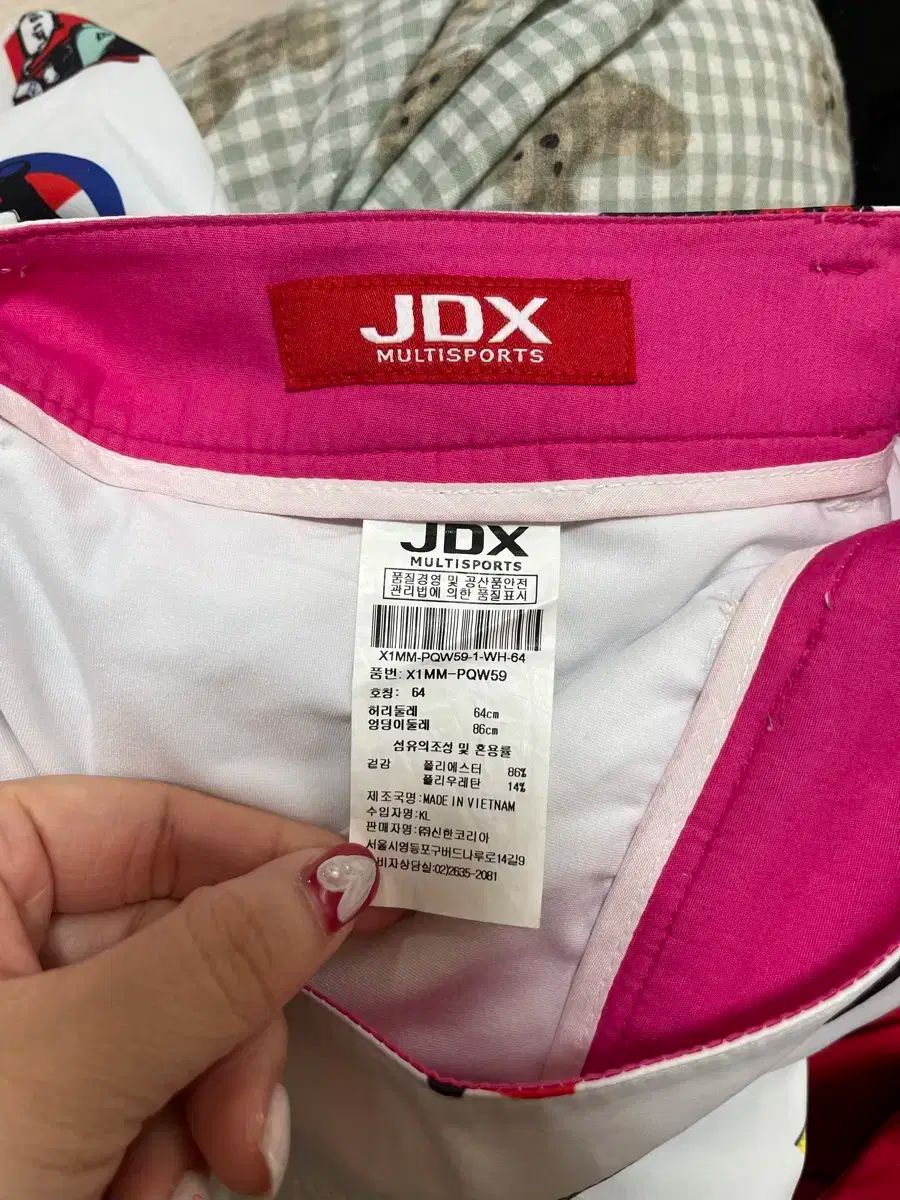 JDX
MULTISPORTS
JDX
MULTISPORTS
품질경영 및 공산품안전
관리법에 의한 품질표시
X1MM-PQW59-1-WH-64
품번: X1MM-PQW59
호칭: 64
허리둘레 64cm
엉덩이둘레 86cm
섬유의조성 및 혼용률
겉감 폴리에스터 86%
폴리우레탄 14%
제조국명: MADE IN VIETNAM
수입자명: KL
판매자명: ㈜신한코리아
서울시영등포구버드나루로14길9
비자상담실:02)2635-2081